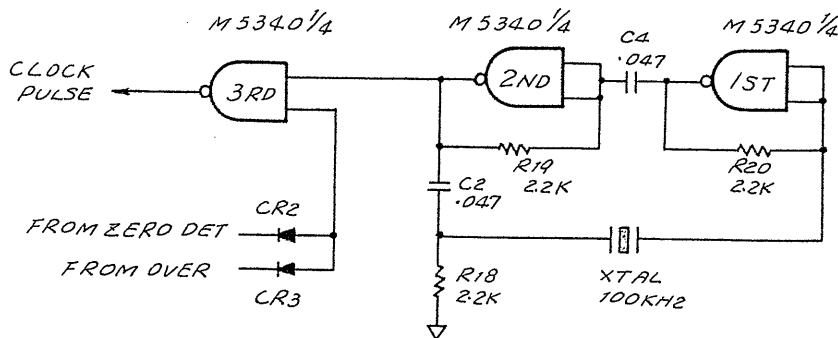 M 5340 1/4
M 5340 1/4
M 5340 1/4
C4
.047
CLOCK
PULSE
3RD
2ND
1ST
R19
2.2K
R20
2.2K
C2
.047
CR2
FROM ZERO DET
FROM OVER
CR3
R18
2.2K
XTAL
100KHZ